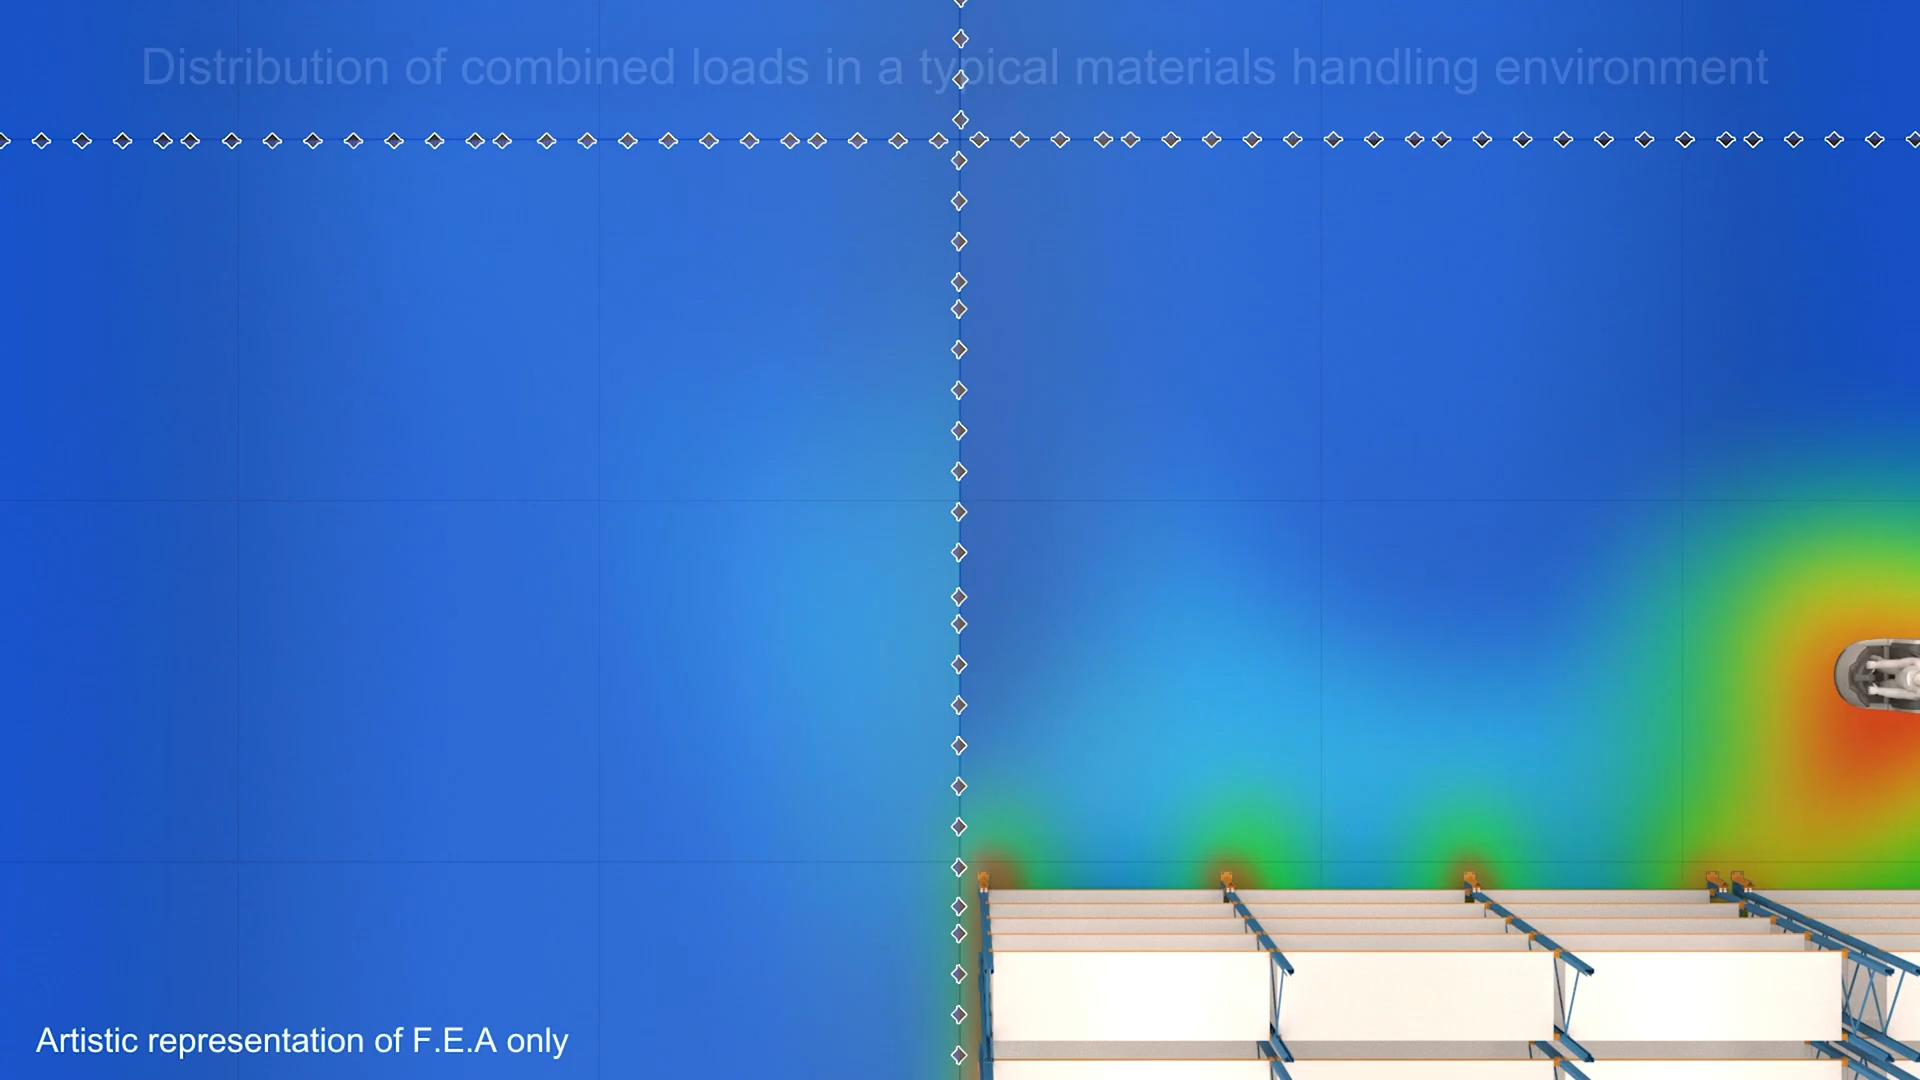 Distribution of combined loads in a typical materials handling environment
Artistic representation of F.E.A only